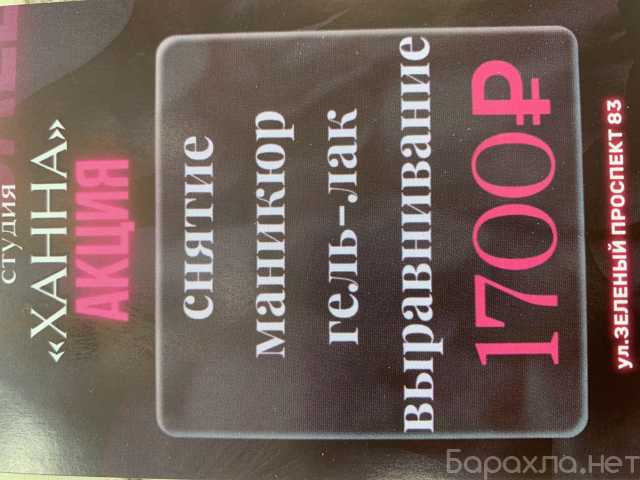 студия
«ХАННА»
АКЦИЯ
снятие
маникюр
гель-лак
выравнивание
1700₽
ул.ЗЕЛЕНЫЙ ПРОСПЕКТ 83
Барахла.нет